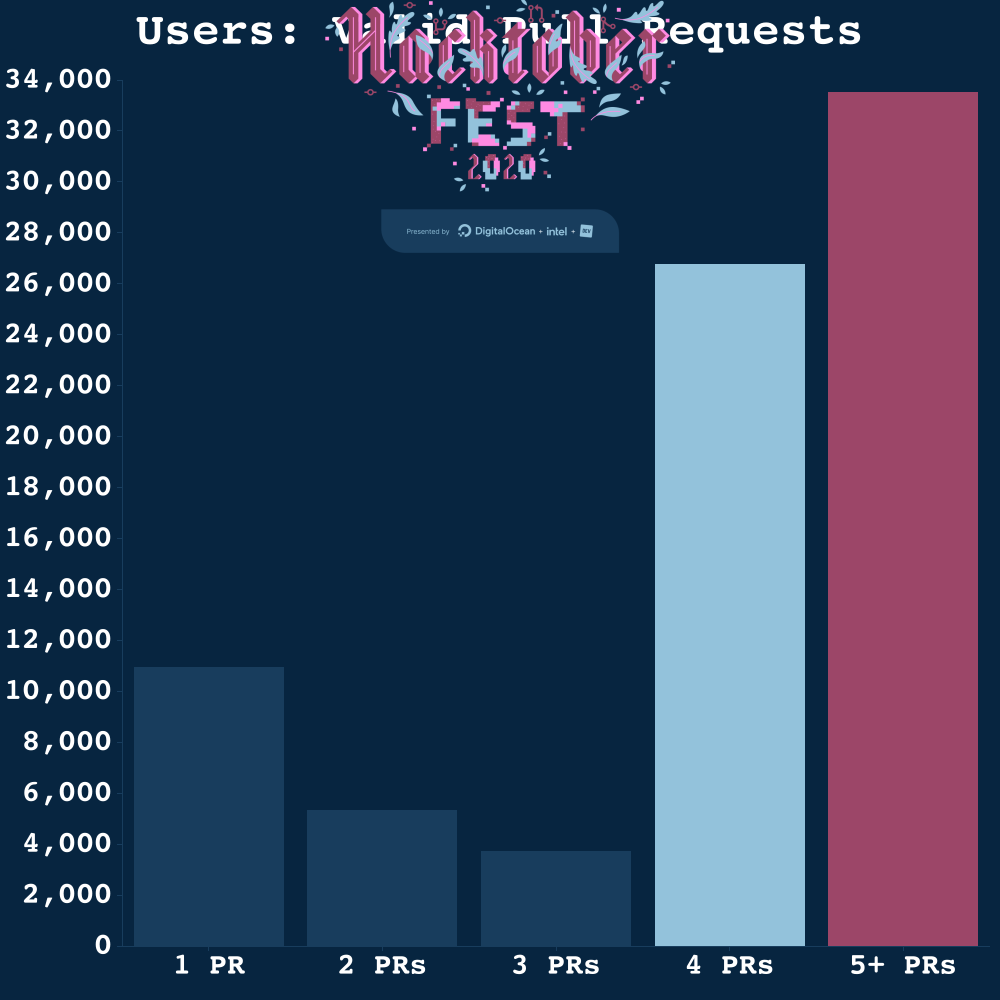 Users: Valid Pull Requests
Hacktober
FEST
2020
Presented by DigitalOcean + intel + DEV
34,000
32,000
30,000
28,000
26,000
24,000
22,000
20,000
18,000
16,000
14,000
12,000
10,000
8,000
6,000
4,000
2,000
0
1 PR
2 PRs
3 PRs
4 PRs
5+ PRs